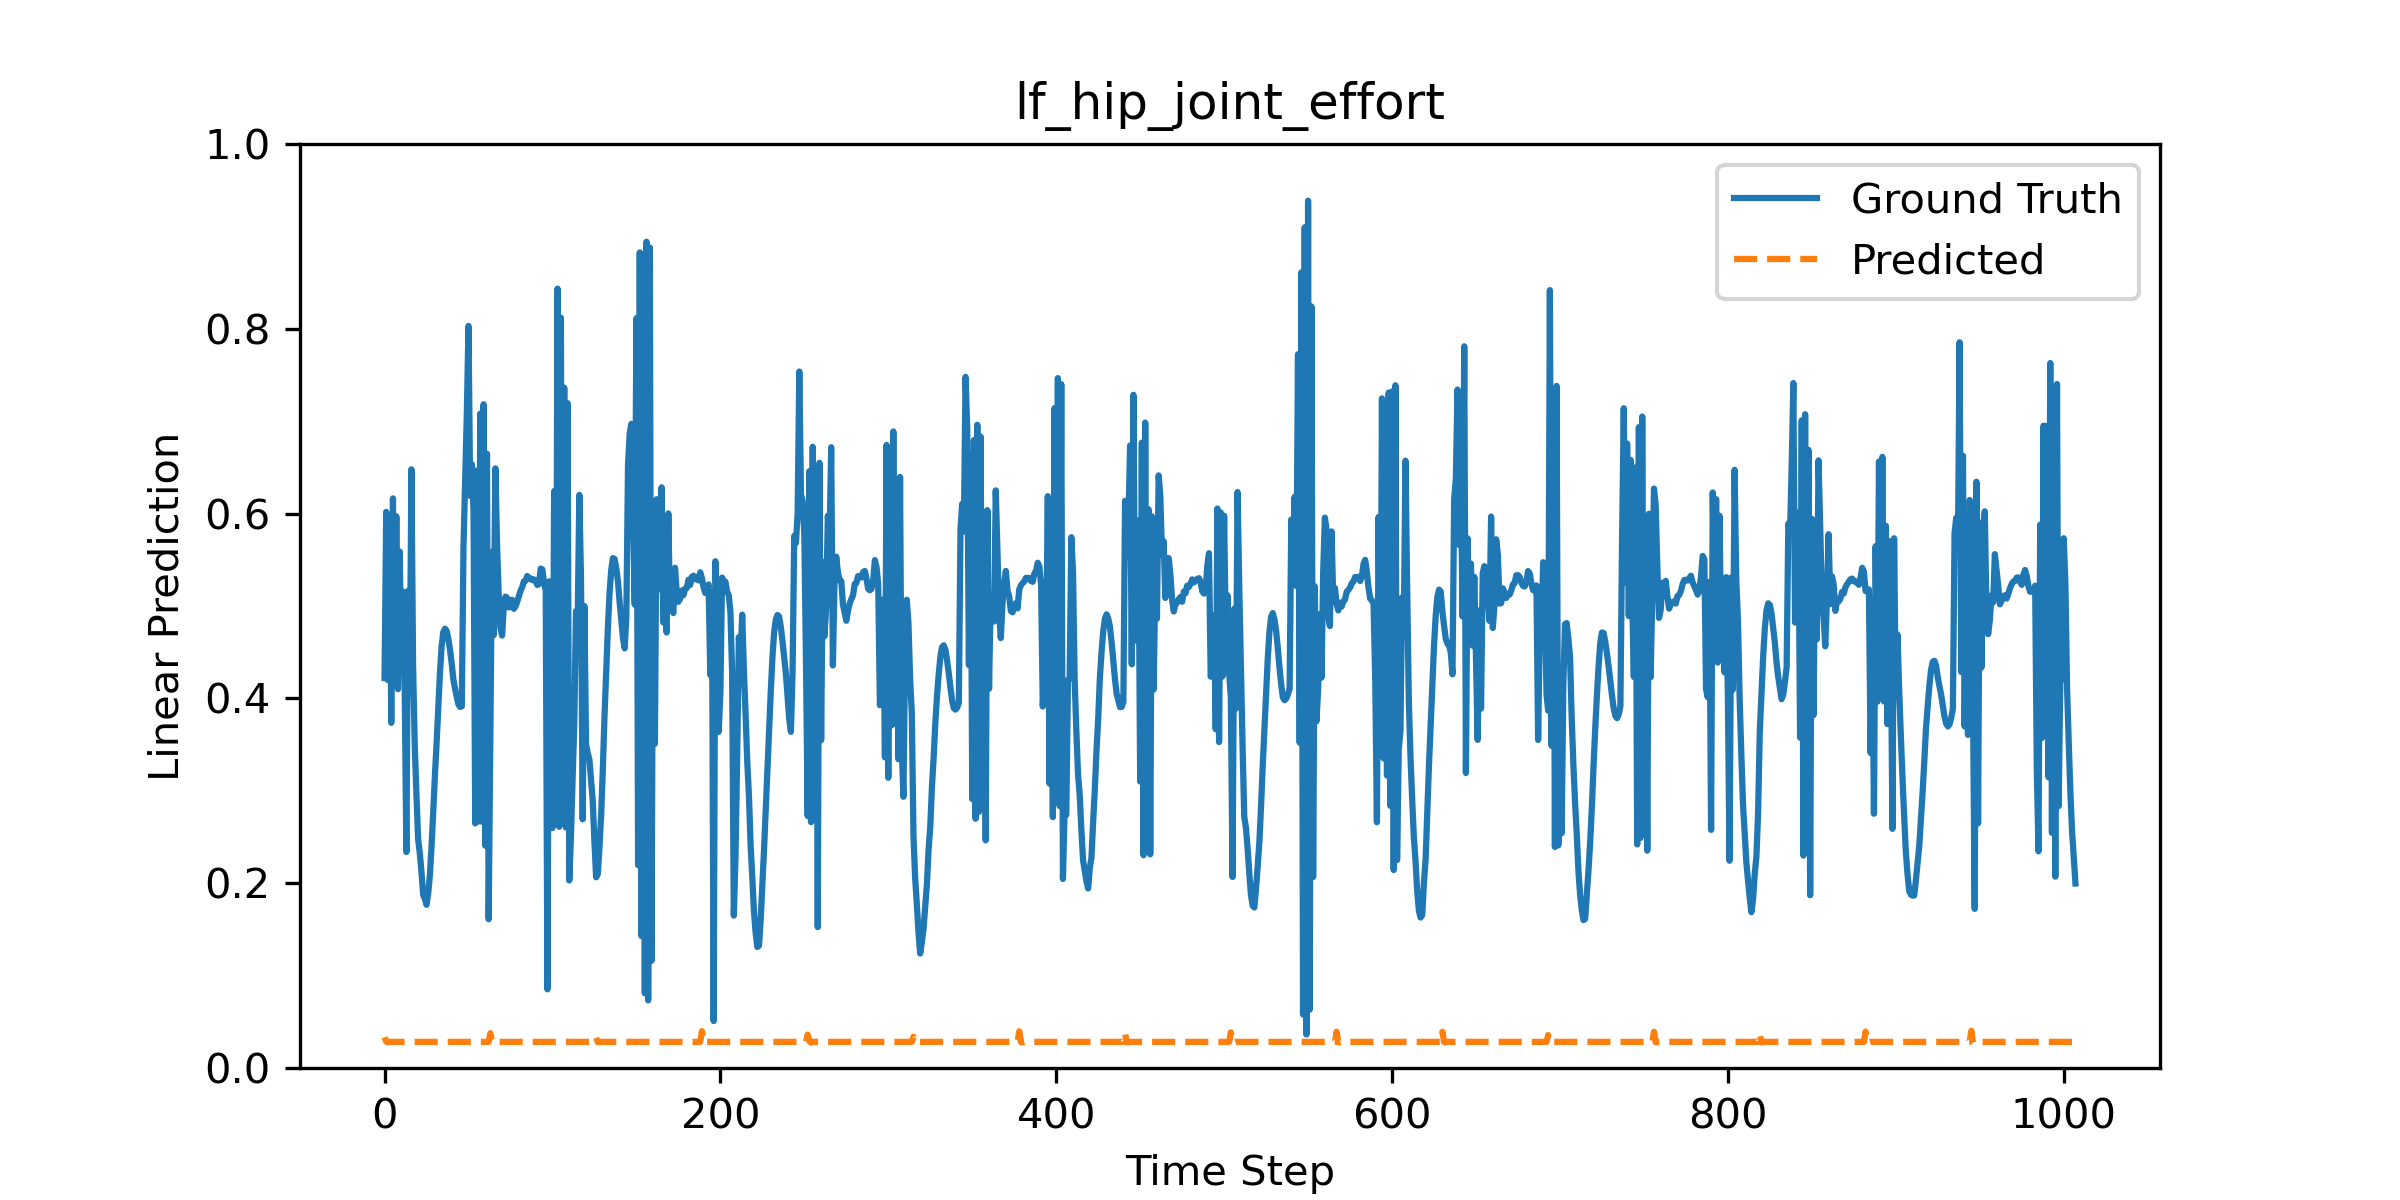 lf_hip_joint_effort
1.0
0.8
0.6
0.4
0.2
0.0
Linear Prediction
Ground Truth
Predicted
0 200 400 600 800 1000
Time Step